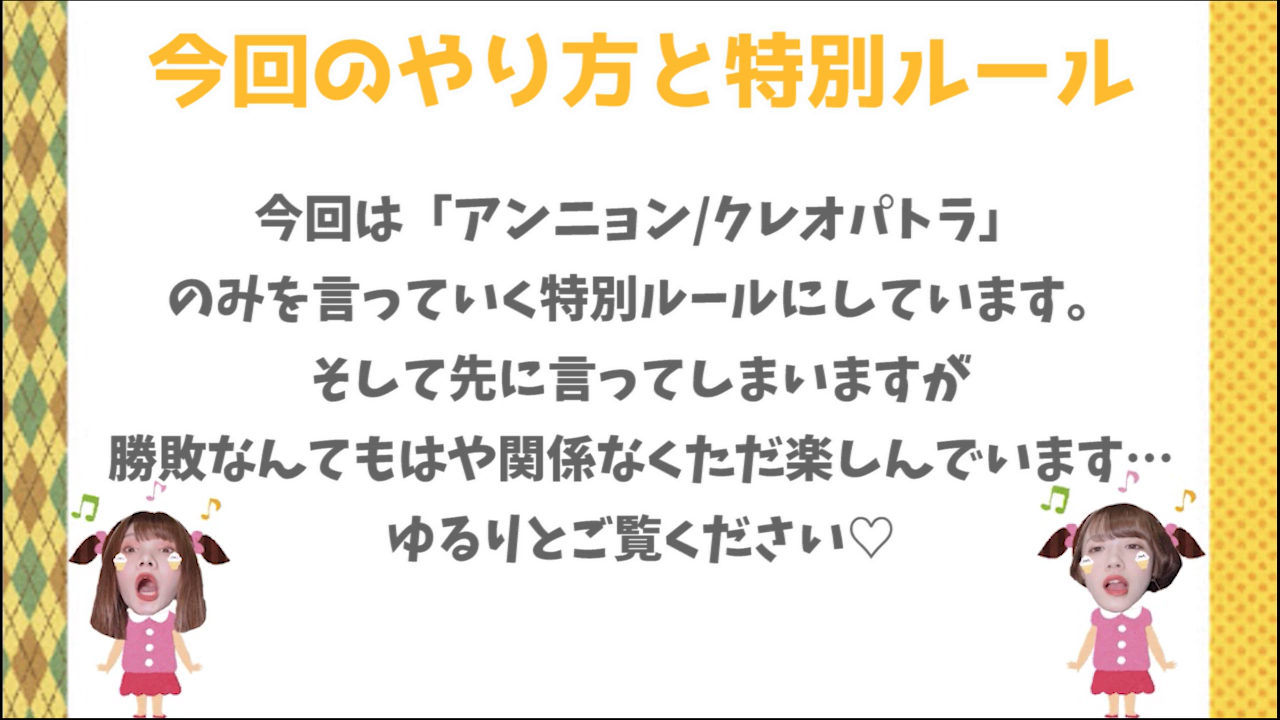 今回のやり方と特別ルール
今回は「アンニョン/クレオパトラ」
のみを言っていく特別ルールにしています。
そして先に言ってしまいますが
勝敗なんてもはや関係なくただ楽しんでいます…
ゆるりとご覧ください♡